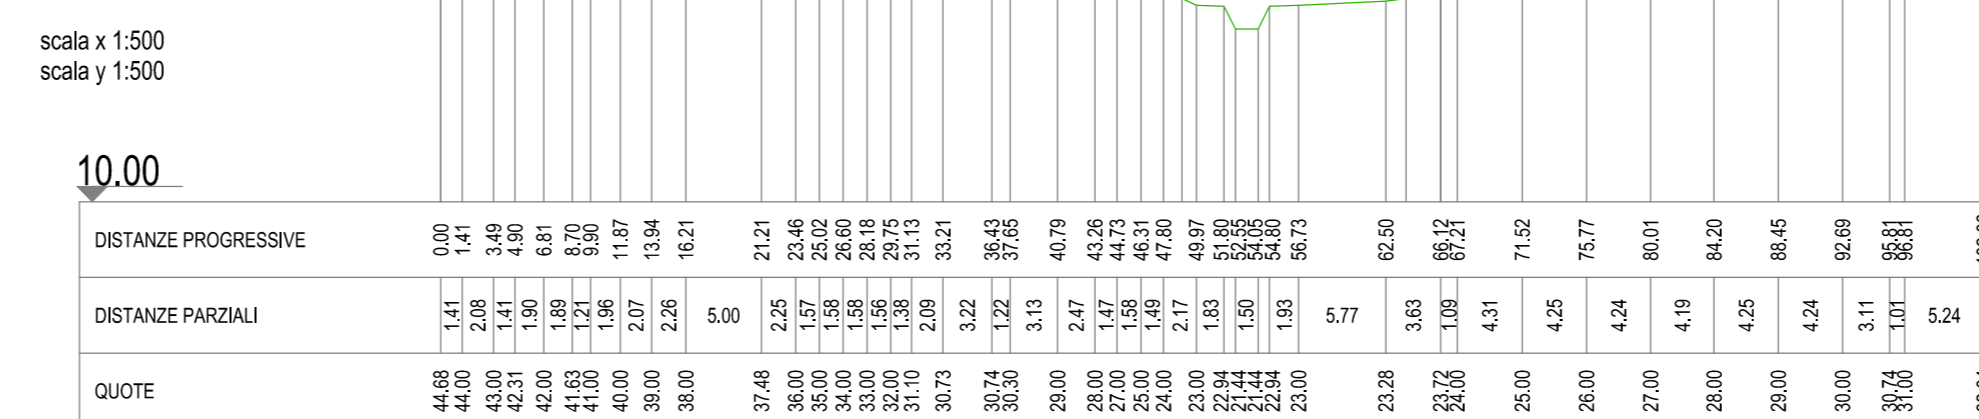 scala x 1:500
scala y 1:500
10.00
DISTANZE PROGRESSIVE 0.00 1.41 3.49 4.90 6.81 8.70 9.90 11.87 13.94 16.21 21.21 23.46 25.02 26.60 28.18 29.75 31.13 33.21 36.43 37.65 40.79 43.26 44.73 46.31 47.80 49.97 51.80 52.55 54.05 54.80 56.73 62.50 66.12 67.21 71.52 75.77 80.01 84.20 88.45 92.69 95.81 96.81
DISTANZE PARZIALI 1.41 2.08 1.41 1.90 1.89 1.21 1.96 2.07 2.26 5.00 2.25 1.57 1.58 1.58 1.56 1.38 2.09 3.22 1.22 3.13 2.47 1.47 1.58 1.49 2.17 1.83 1.50 1.93 5.77 3.63 1.09 4.31 4.25 4.24 4.19 4.25 4.24 3.11 1.01 5.24
QUOTE 44.68 44.00 43.00 42.31 42.00 41.63 41.00 40.00 39.00 38.00 37.48 36.00 35.00 34.00 33.00 32.00 31.10 30.73 30.74 30.30 29.00 28.00 27.00 25.00 24.00 23.00 22.94 21.44 21.44 22.94 23.00 23.28 23.72 24.00 25.00 26.00 27.00 28.00 29.00 30.00 30.74 31.00